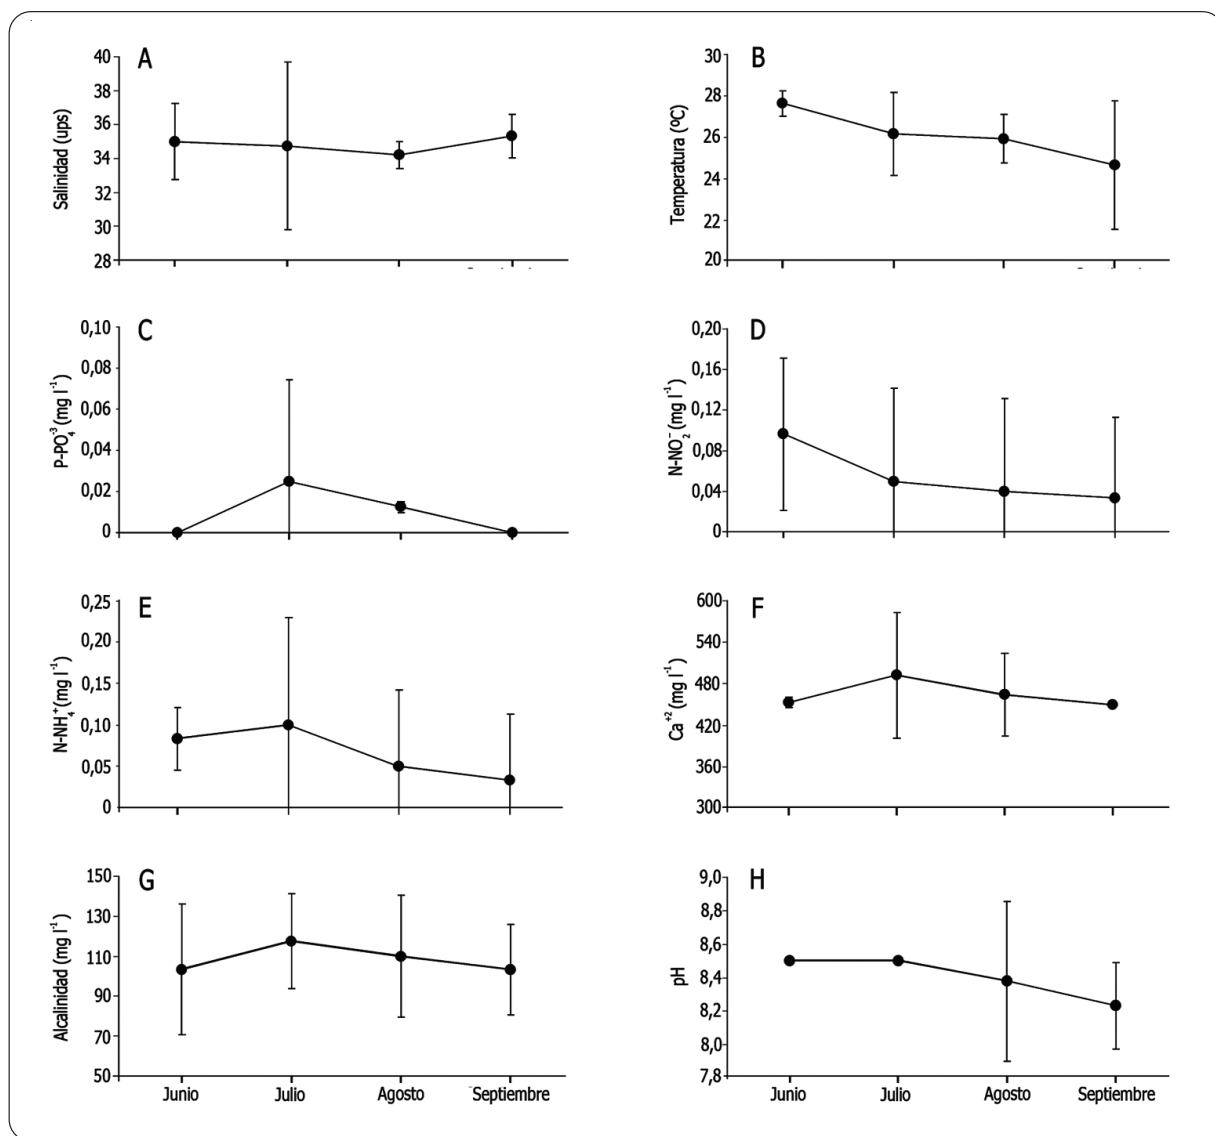 A
Salinidad (ups)
40
38
36
34
32
30
28
B
Temperatura (ºC)
30
28
26
24
22
20
C
P-PO₄⁻³ (mg l⁻¹)
0,10
0,08
0,06
0,04
0,02
0
D
N-NO₂⁻ (mg l⁻¹)
0,20
0,16
0,12
0,08
0,04
0
E
N-NH₄⁺ (mg l⁻¹)
0,25
0,20
0,15
0,10
0,05
0
F
Ca⁺² (mg l⁻¹)
600
540
480
420
360
300
G
Alcalinidad (mg l⁻¹)
150
130
110
90
70
50
Junio Julio Agosto Septiembre
H
pH
9,0
8,8
8,6
8,4
8,2
8,0
7,8
Junio Julio Agosto Septiembre